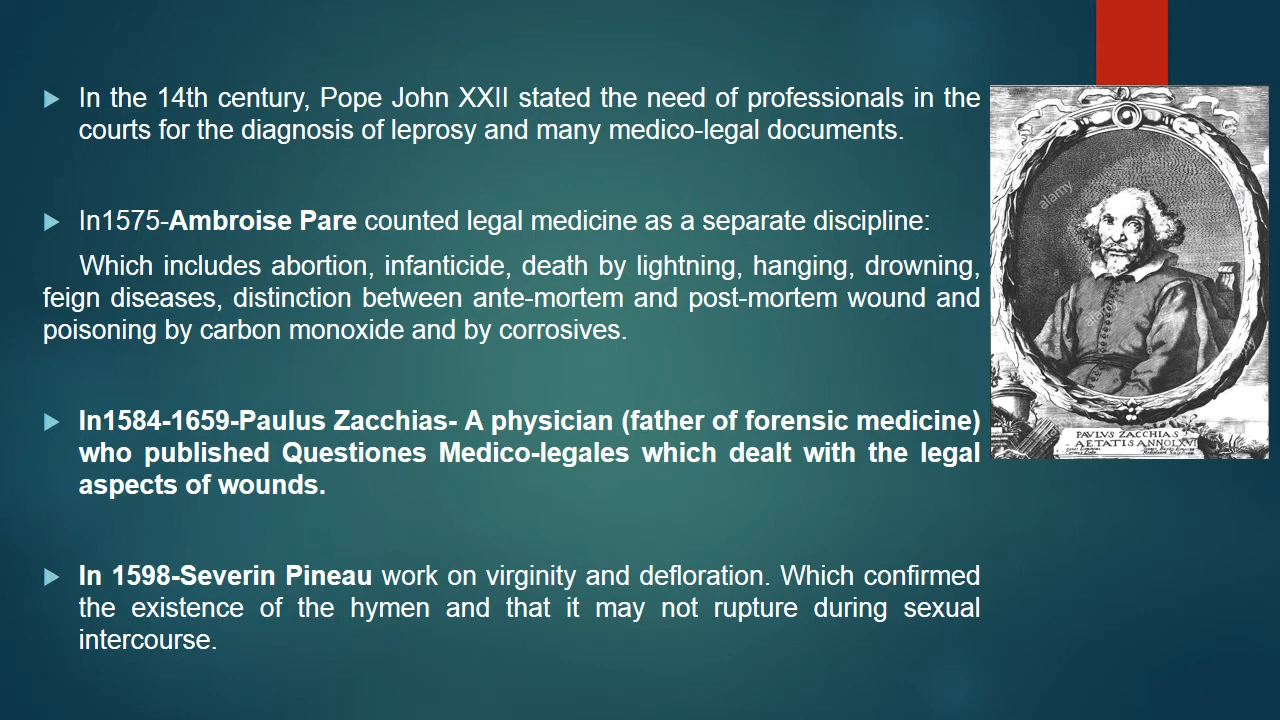 In the 14th century, Pope John XXII stated the need of professionals in the
courts for the diagnosis of leprosy and many medico-legal documents.
In1575-Ambroise Pare counted legal medicine as a separate discipline:
Which includes abortion, infanticide, death by lightning, hanging, drowning,
feign diseases, distinction between ante-mortem and post-mortem wound and
poisoning by carbon monoxide and by corrosives.
In1584-1659-Paulus Zacchias- A physician (father of forensic medicine)
who published Questiones Medico-legales which dealt with the legal
aspects of wounds.
In 1598-Severin Pineau work on virginity and defloration. Which confirmed
the existence of the hymen and that it may not rupture during sexual
intercourse.
alamy
PAVLVS ZACCHIAS
ÆTATIS ANNO LXVI